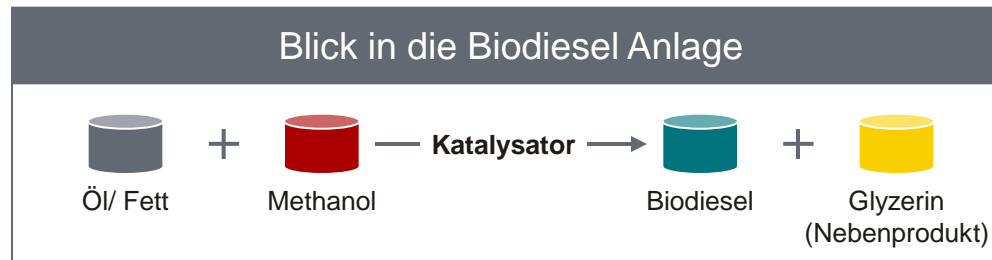 Blick in die Biodiesel Anlage
Katalysator
Öl/ Fett
Methanol
Biodiesel
Glyzerin
(Nebenprodukt)